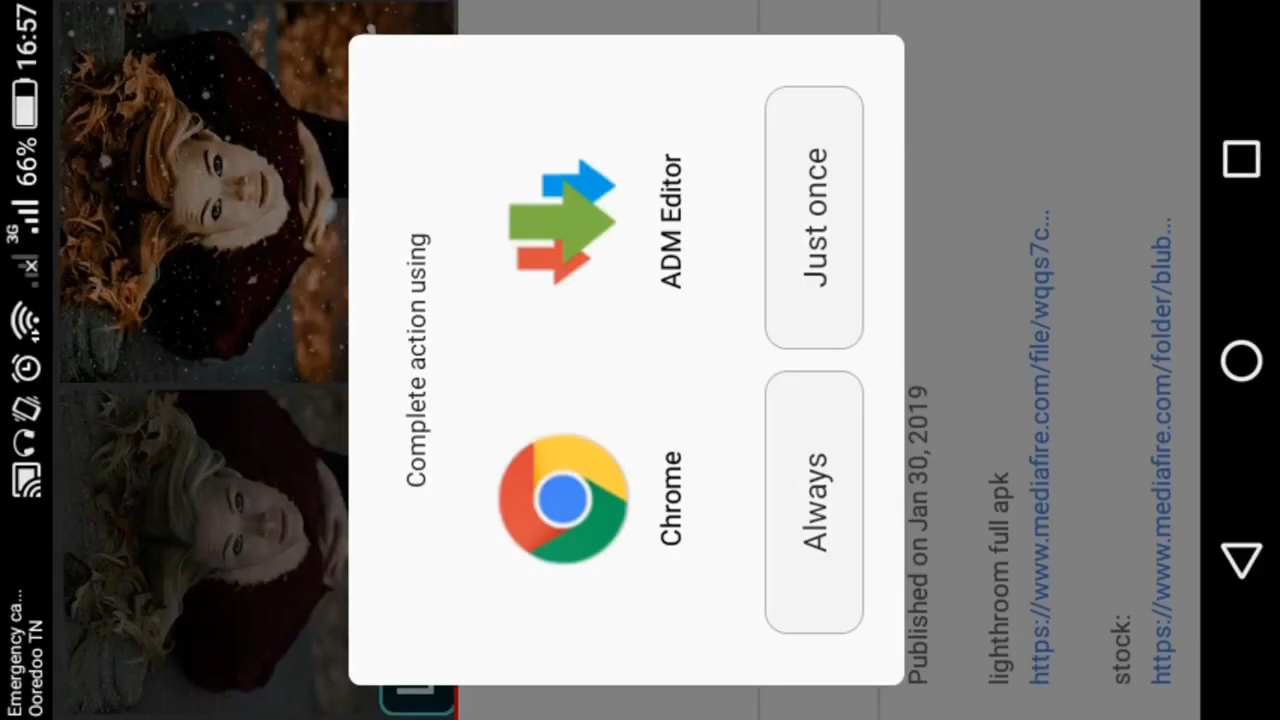 Emergency ca...
Ooredoo TN
3G
66%
16:57
Complete action using
Chrome
ADM Editor
Always
Just once
Published on Jan 30, 2019
lighthroom full apk
https://www.mediafire.com/file/wqqs7c...
stock:
https://www.mediafire.com/folder/blub...